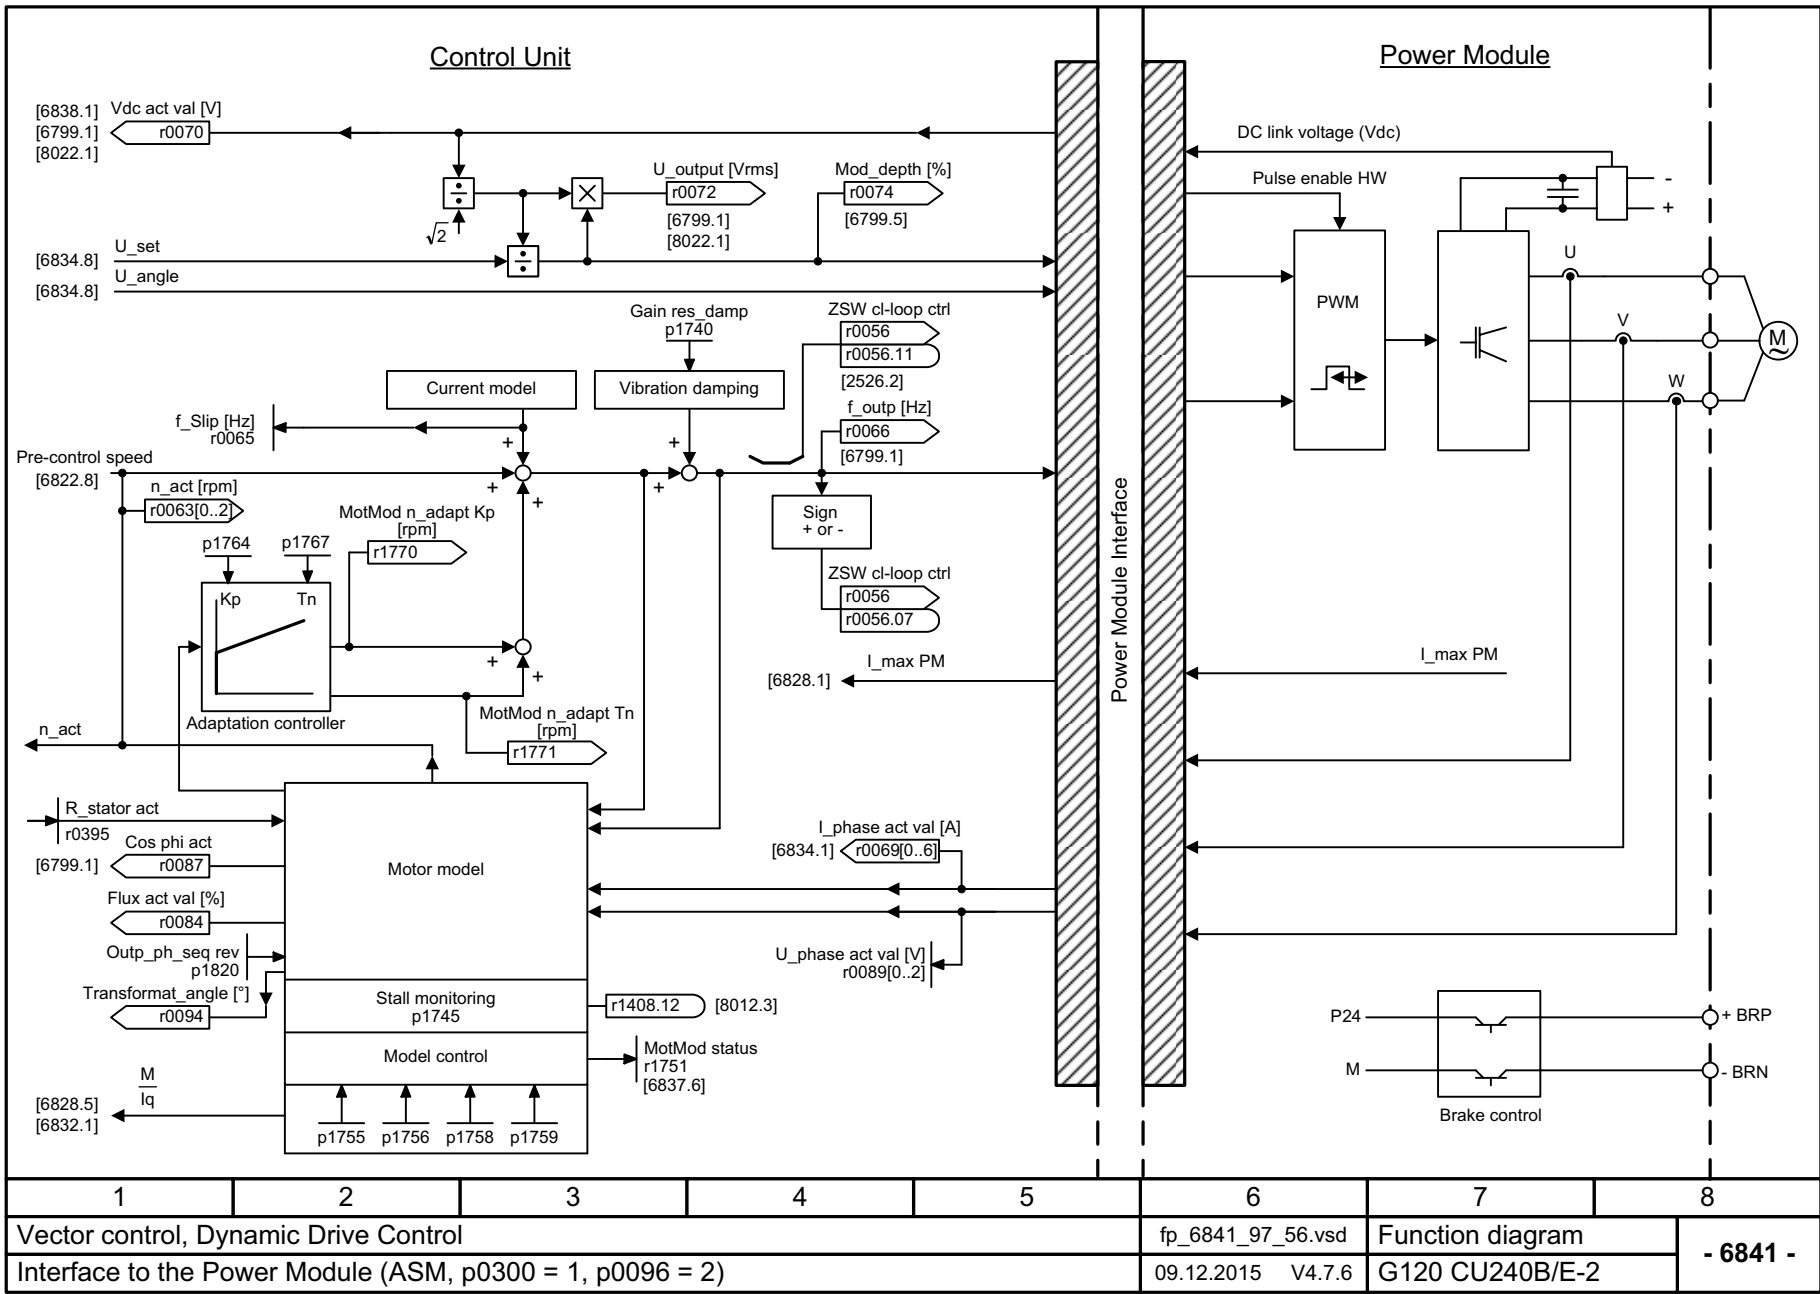 Control Unit
Power Module
[6838.1]
Vdc act val [V]
[6799.1]
r0070
[8022.1]
DC link voltage (Vdc)
U_output [Vrms]
r0072
[6799.1]
[8022.1]
Mod_depth [%]
r0074
[6799.5]
Pulse enable HW
-
+
÷
×
√2
U_set
[6834.8]
÷
U_angle
[6834.8]
U
V
W
PWM
M
~
Gain res_damp
p1740
ZSW cl-loop ctrl
r0056
r0056.11
[2526.2]
Current model
Vibration damping
f_Slip [Hz]
r0065
f_outp [Hz]
r0066
[6799.1]
+
+
Pre-control speed
[6822.8]
+
+
+
n_act [rpm]
r0063[0..2]
MotMod n_adapt Kp
[rpm]
r1770
Sign
+ or -
p1764
p1767
Kp
Tn
ZSW cl-loop ctrl
r0056
r0056.07
Power Module Interface
+
+
I_max PM
[6828.1]
I_max PM
Adaptation controller
MotMod n_adapt Tn
[rpm]
r1771
n_act
R_stator act
r0395
Cos phi act
[6799.1]
r0087
Motor model
I_phase act val [A]
[6834.1]
r0069[0..6]
Flux act val [%]
r0084
Outp_ph_seq rev
p1820
U_phase act val [V]
r0089[0..2]
Transformat_angle [°]
r0094
Stall monitoring
p1745
r1408.12
[8012.3]
Model control
MotMod status
r1751
[6837.6]
M
Iq
[6828.5]
[6832.1]
p1755
p1756
p1758
p1759
P24
+ BRP
M
- BRN
Brake control
1
2
3
4
5
6
7
8
Vector control, Dynamic Drive Control
fp_6841_97_56.vsd
Function diagram
- 6841 -
Interface to the Power Module (ASM, p0300 = 1, p0096 = 2)
09.12.2015
V4.7.6
G120 CU240B/E-2